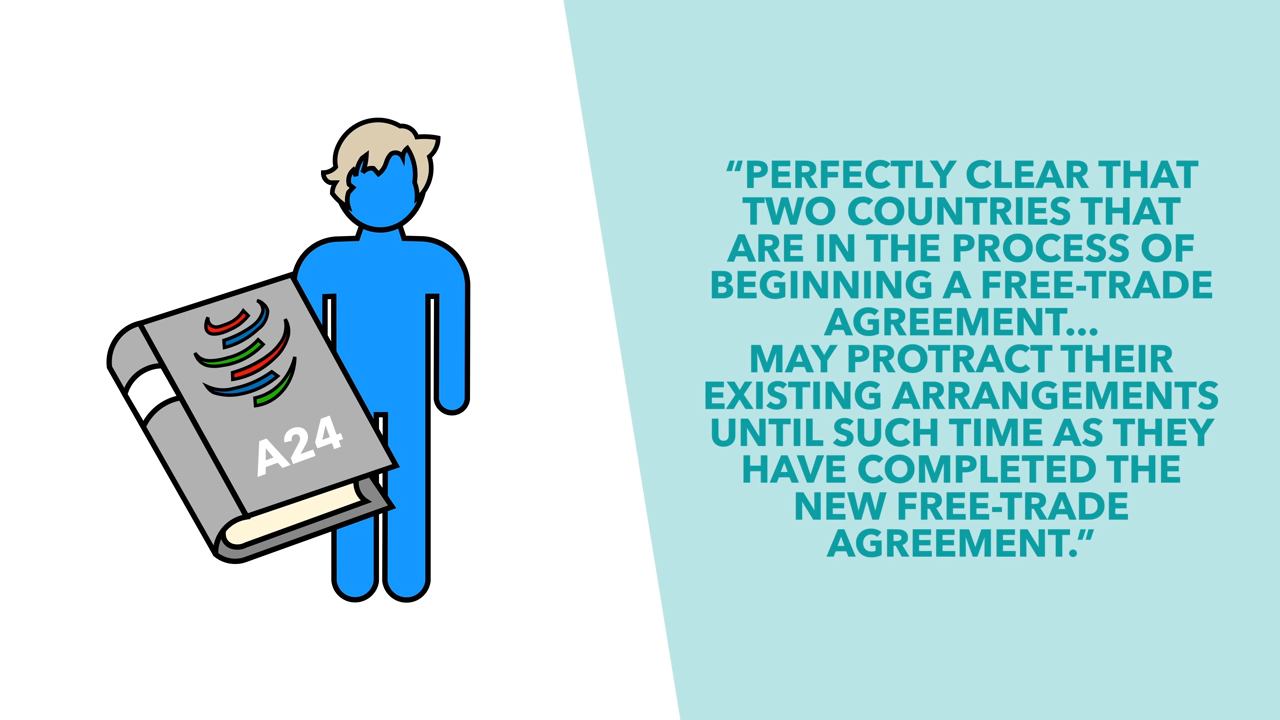 A24
“PERFECTLY CLEAR THAT
TWO COUNTRIES THAT
ARE IN THE PROCESS OF
BEGINNING A FREE-TRADE
AGREEMENT...
MAY PROTRACT THEIR
EXISTING ARRANGEMENTS
UNTIL SUCH TIME AS THEY
HAVE COMPLETED THE
NEW FREE-TRADE
AGREEMENT.”